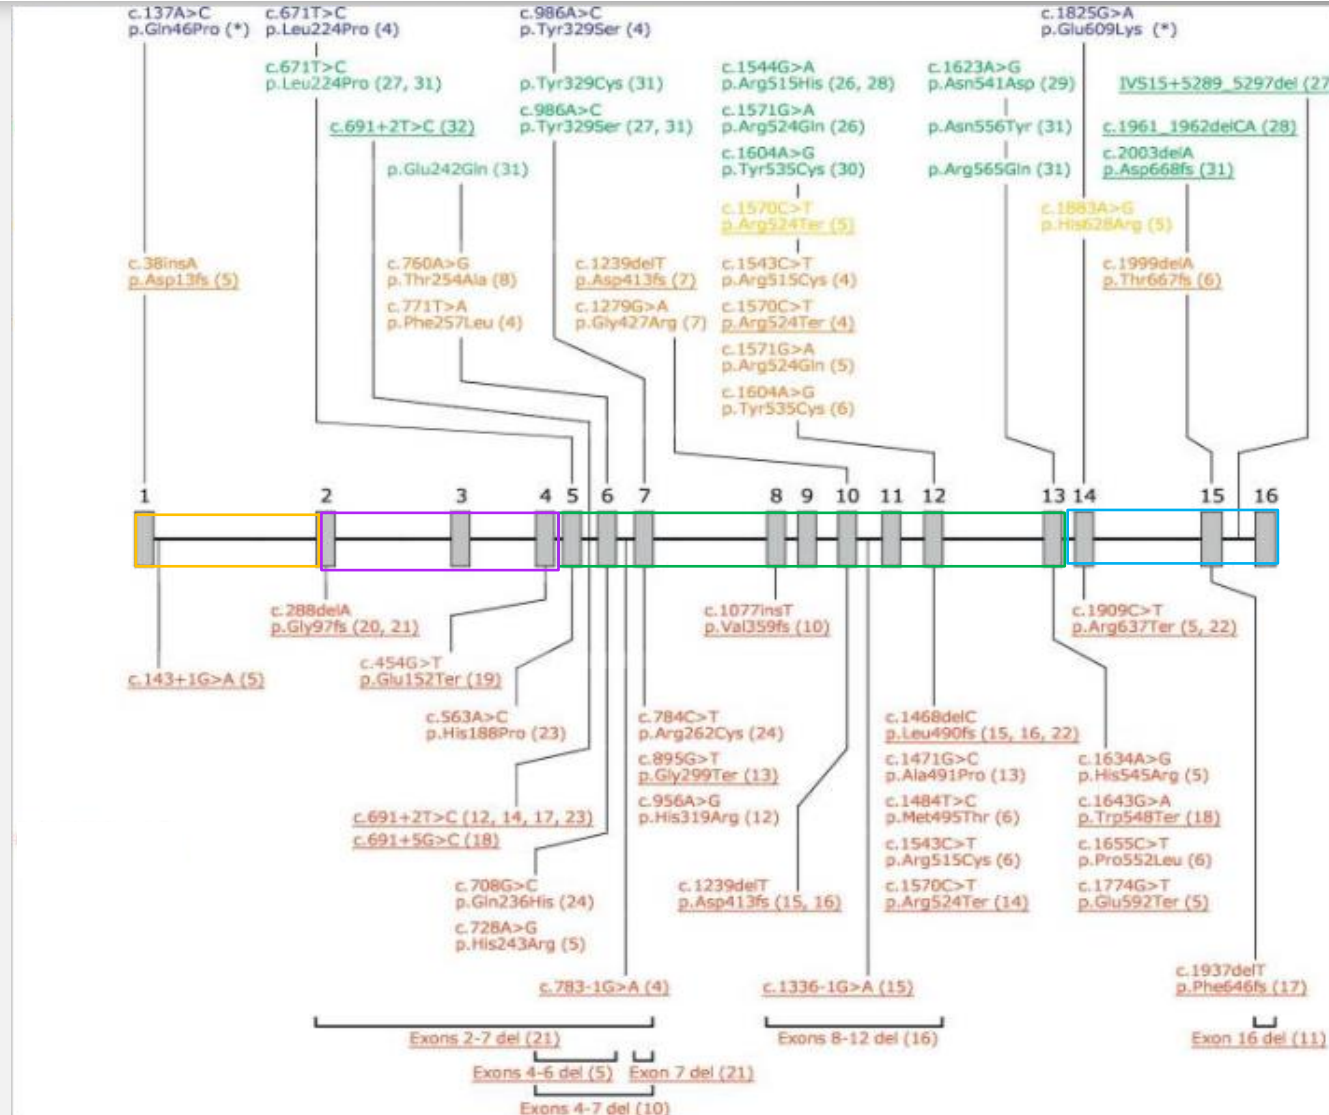 c.137A>C
p.Gln46Pro (*)
c.671T>C
p.Leu224Pro (4)
c.986A>C
p.Tyr329Ser (4)
c.1825G>A
p.Glu609Lys (*)
c.671T>C
p.Leu224Pro (27, 31)
p.Tyr329Cys (31)
c.986A>C
p.Tyr329Ser (27, 31)
c.1544G>A
p.Arg515His (26, 28)
c.1571G>A
p.Arg524Gln (26)
c.1604A>G
p.Tyr535Cys (30)
c.1623A>G
p.Asn541Asp (29)
p.Asn556Tyr (31)
p.Arg565Gln (31)
IVS15+5289_5297del (27
c.1961_1962delCA (28)
c.2003delA
p.Asp668fs (31)
c.691+2T>C (32)
p.Glu242Gln (31)
c.1570C>T
p.Arg524Ter (5)
c.1883A>G
p.His628Arg (5)
c.38insA
p.Asp13fs (5)
c.760A>G
p.Thr254Ala (8)
c.771T>A
p.Phe257Leu (4)
c.1239delT
p.Asp413fs (7)
c.1279G>A
p.Gly427Arg (7)
c.1543C>T
p.Arg515Cys (4)
c.1570C>T
p.Arg524Ter (4)
c.1571G>A
p.Arg524Gln (5)
c.1604A>G
p.Tyr535Cys (6)
c.1999delA
p.Thr667fs (6)
1 2 3 4 5 6 7 8 9 10 11 12 13 14 15 16
c.143+1G>A (5)
c.288delA
p.Gly97fs (20, 21)
c.454G>T
p.Glu152Ter (19)
c.563A>C
p.His188Pro (23)
c.691+2T>C (12, 14, 17, 23)
c.691+5G>C (18)
c.708G>C
p.Gln236His (24)
c.728A>G
p.His243Arg (5)
c.783-1G>A (4)
c.784C>T
p.Arg262Cys (24)
c.895G>T
p.Gly299Ter (13)
c.956A>G
p.His319Arg (12)
c.1077insT
p.Val359fs (10)
c.1239delT
p.Asp413fs (15, 16)
c.1336-1G>A (15)
c.1468delC
p.Leu490fs (15, 16, 22)
c.1471G>C
p.Ala491Pro (13)
c.1484T>C
p.Met495Thr (6)
c.1543C>T
p.Arg515Cys (6)
c.1570C>T
p.Arg524Ter (14)
c.1909C>T
p.Arg637Ter (5, 22)
c.1634A>G
p.His545Arg (5)
c.1643G>A
p.Trp548Ter (18)
c.1655C>T
p.Pro552Leu (6)
c.1774G>T
p.Glu592Ter (5)
c.1937delT
p.Phe646fs (17)
Exons 2-7 del (21)
Exons 8-12 del (16)
Exon 16 del (11)
Exons 4-6 del (5)
Exon 7 del (21)
Exons 4-7 del (10)